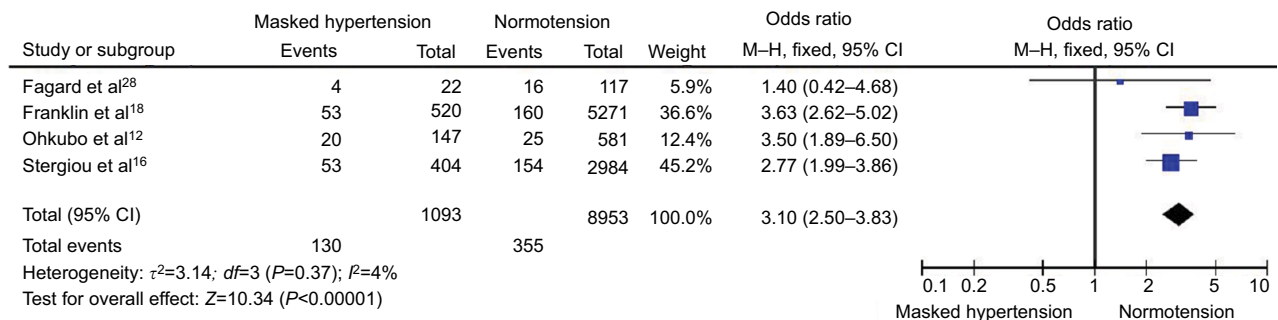 Masked hypertension Normotension Odds ratio Odds ratio
Study or subgroup Events Total Events Total Weight M–H, fixed, 95% CI M–H, fixed, 95% CI
Fagard et al28 4 22 16 117 5.9% 1.40 (0.42–4.68)
Franklin et al18 53 520 160 5271 36.6% 3.63 (2.62–5.02)
Ohkubo et al12 20 147 25 581 12.4% 3.50 (1.89–6.50)
Stergiou et al16 53 404 154 2984 45.2% 2.77 (1.99–3.86)
Total (95% CI) 1093 8953 100.0% 3.10 (2.50–3.83)
Total events 130 355
Heterogeneity: τ2=3.14; df=3 (P=0.37); I2=4%
Test for overall effect: Z=10.34 (P<0.00001)
0.1 0.2 0.5 1 2 5 10
Masked hypertension Normotension